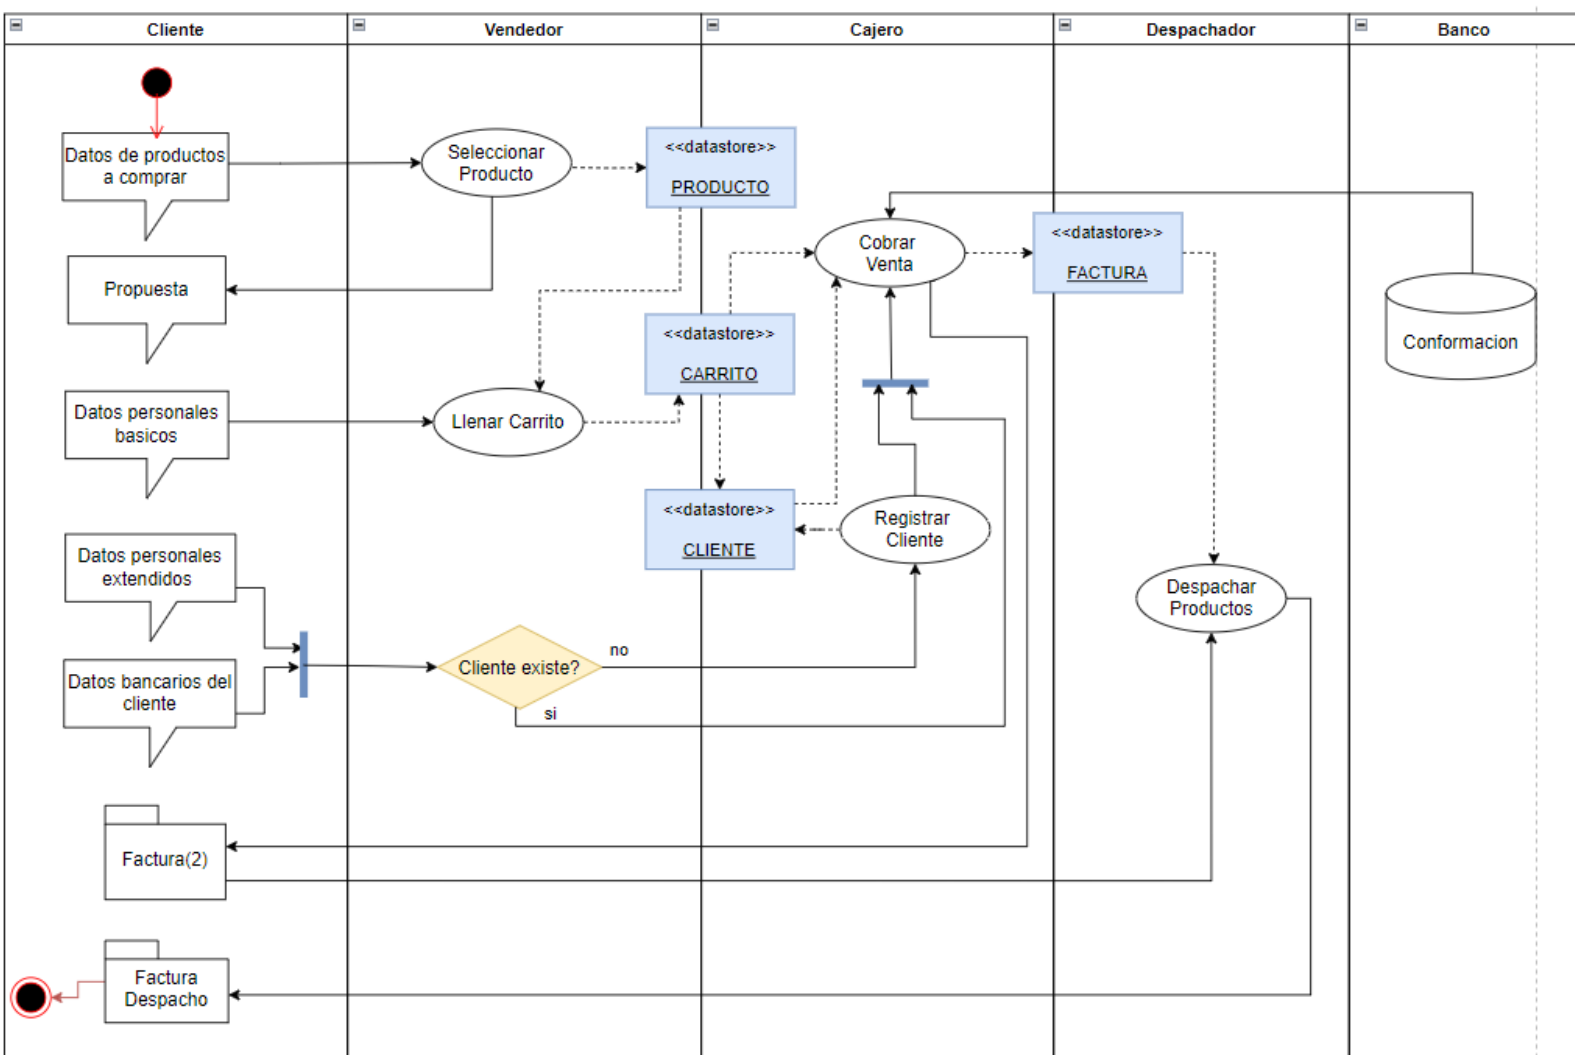 Cliente
Vendedor
Cajero
Despachador
Banco
Datos de productos
a comprar
Seleccionar
Producto
<<datastore>>
PRODUCTO
Propuesta
Cobrar
Venta
<<datastore>>
FACTURA
Conformacion
<<datastore>>
CARRITO
Datos personales
basicos
Llenar Carrito
<<datastore>>
CLIENTE
Registrar
Cliente
Datos personales
extendidos
Despachar
Productos
Datos bancarios del
cliente
Cliente existe?
no
si
Factura(2)
Factura
Despacho